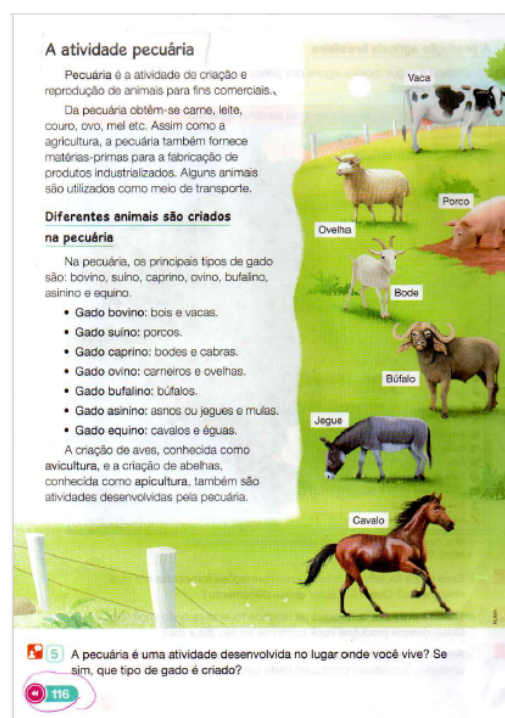 A atividade pecuária
Pecuária é a atividade de criação e
reprodução de animais para fins comerciais.
Da pecuária obtêm-se carne, leite,
couro, ovo, mel etc. Assim como a
agricultura, a pecuária também fornece
matérias-primas para a fabricação de
produtos industrializados. Alguns animais
são utilizados como meio de transporte.
Diferentes animais são criados
na pecuária
Na pecuária, os principais tipos de gado
são: bovino, suíno, caprino, ovino, bufalino,
asinino e equino.
• Gado bovino: bois e vacas.
• Gado suíno: porcos.
• Gado caprino: bodes e cabras.
• Gado ovino: carneiros e ovelhas.
• Gado bufalino: búfalos.
• Gado asinino: asnos ou jegues e mulas.
• Gado equino: cavalos e éguas.
A criação de aves, conhecida como
avicultura, e a criação de abelhas,
conhecida como apicultura, também são
atividades desenvolvidas pela pecuária.
Vaca
Porco
Ovelha
Bode
Búfalo
Jegue
Cavalo
5 A pecuária é uma atividade desenvolvida no lugar onde você vive? Se
sim, que tipo de gado é criado?
116